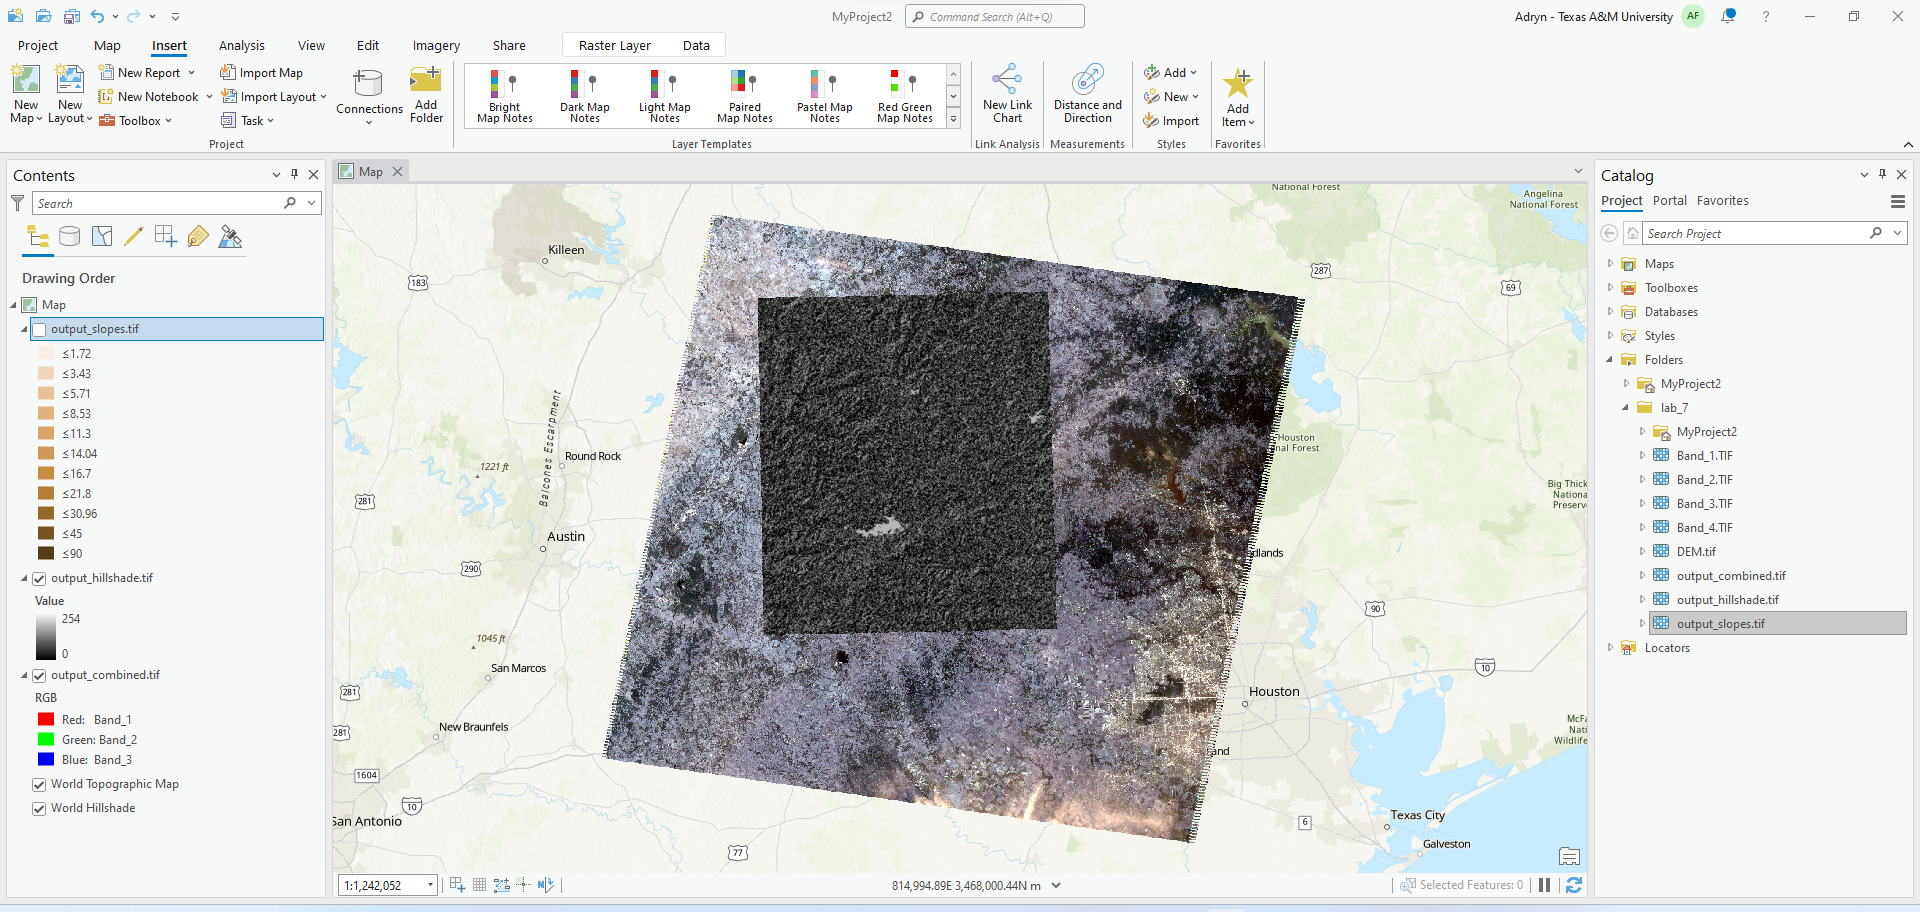 MyProject2
Command Search (Alt+Q)
Adryn - Texas A&M University
AF
?
Project
Map
Insert
Analysis
View
Edit
Imagery
Share
Raster Layer
Data
New Map
New Layout
New Report
New Notebook
Toolbox
Import Map
Import Layout
Task
Connections
Add Folder
Project
Bright Map Notes
Dark Map Notes
Light Map Notes
Paired Map Notes
Pastel Map Notes
Red Green Map Notes
Layer Templates
New Link Chart
Link Analysis
Distance and Direction
Measurements
Add
New
Import
Styles
Add Item
Favorites
Contents
Search
Drawing Order
Map
output_slopes.tif
≤1.72
≤3.43
≤5.71
≤8.53
≤11.3
≤14.04
≤16.7
≤21.8
≤30.96
≤45
≤90
output_hillshade.tif
Value
254
0
output_combined.tif
RGB
Red: Band_1
Green: Band_2
Blue: Band_3
World Topographic Map
World Hillshade
Map
National Forest
Angelina
National Forest
Killeen
183
287
69
Balcones Escarpment
Round Rock
1221 ft
Houston
nal Forest
281
Big Thick
Nationa
Preserve
Austin
290
dlands
90
1045 ft
San Marcos
10
281
Houston
New Braunfels
281
McFa
Nati
Wildlife
and
1604
10
San Antonio
6
Texas City
77
Galveston
1:1,242,052
814,994.89E 3,468,000.44N m
Selected Features: 0
Catalog
Project
Portal
Favorites
Search Project
Maps
Toolboxes
Databases
Styles
Folders
MyProject2
lab_7
MyProject2
Band_1.TIF
Band_2.TIF
Band_3.TIF
Band_4.TIF
DEM.tif
output_combined.tif
output_hillshade.tif
output_slopes.tif
Locators